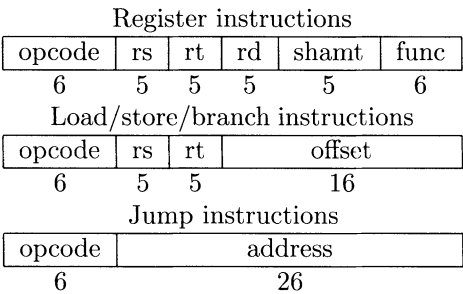 Register instructions
opcode rs rt rd shamt func
6 5 5 5 5 6
Load/store/branch instructions
opcode rs rt offset
6 5 5 16
Jump instructions
opcode address
6 26